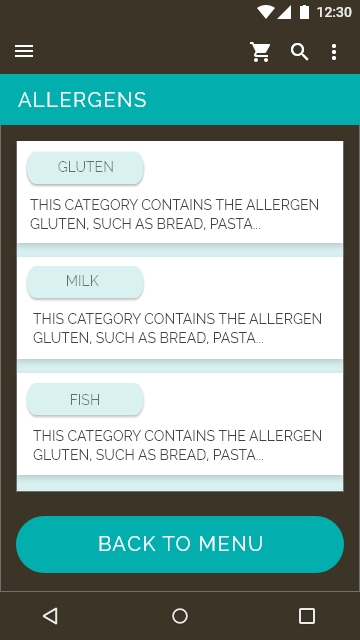 12:30
ALLERGENS
GLUTEN
THIS CATEGORY CONTAINS THE ALLERGEN
GLUTEN, SUCH AS BREAD, PASTA...
MILK
THIS CATEGORY CONTAINS THE ALLERGEN
GLUTEN, SUCH AS BREAD, PASTA...
FISH
THIS CATEGORY CONTAINS THE ALLERGEN
GLUTEN, SUCH AS BREAD, PASTA...
BACK TO MENU